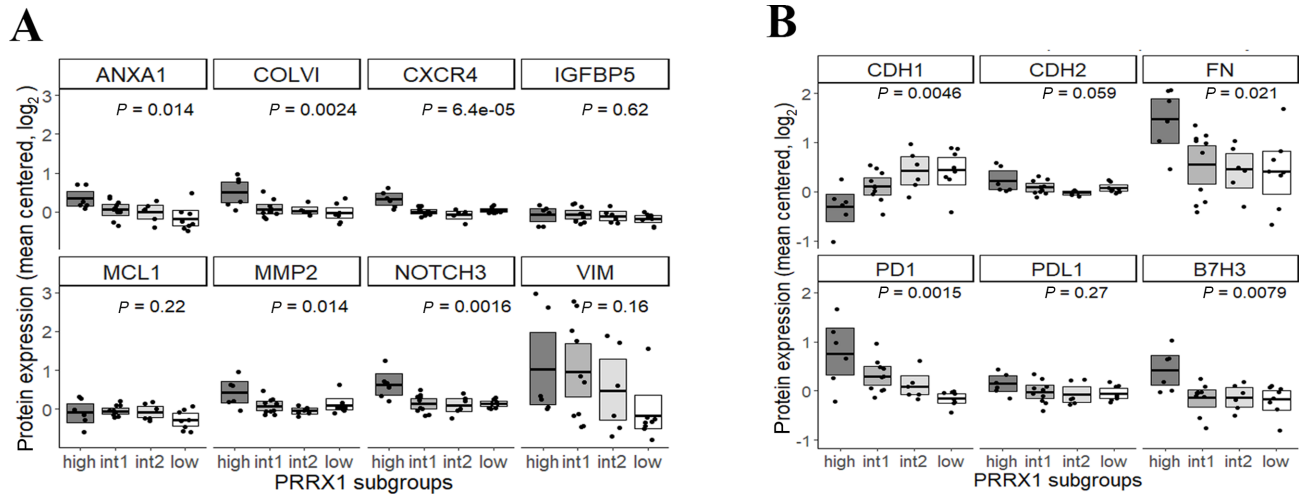 A
B
ANXA1 COLVI CXCR4 IGFBP5
P = 0.014 P = 0.0024 P = 6.4e-05 P = 0.62
3
2
1
0
MCL1 MMP2 NOTCH3 VIM
P = 0.22 P = 0.014 P = 0.0016 P = 0.16
3
2
1
0
Protein expression (mean centered, log2)
high int1 int2 low high int1 int2 low high int1 int2 low high int1 int2 low
PRRX1 subgroups
CDH1 CDH2 FN
P = 0.0046 P = 0.059 P = 0.021
2
1
0
-1
PD1 PDL1 B7H3
P = 0.0015 P = 0.27 P = 0.0079
2
1
0
-1
Protein expression (mean centered, log2)
high int1 int2 low high int1 int2 low high int1 int2 low
PRRX1 subgroups